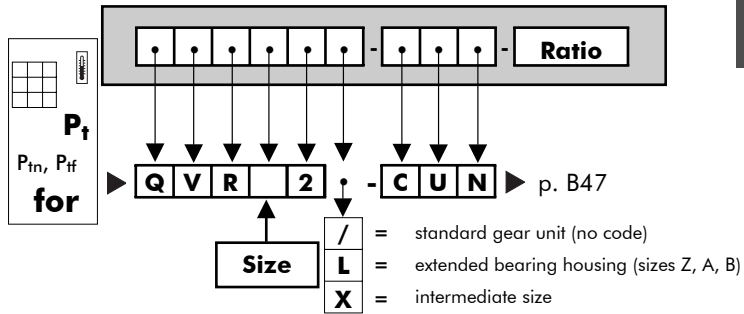 - - Ratio
Pt
Ptn, Ptf
for
Q V R 2 - C U N p. B47
Size
/ = standard gear unit (no code)
L = extended bearing housing (sizes Z, A, B)
X = intermediate size